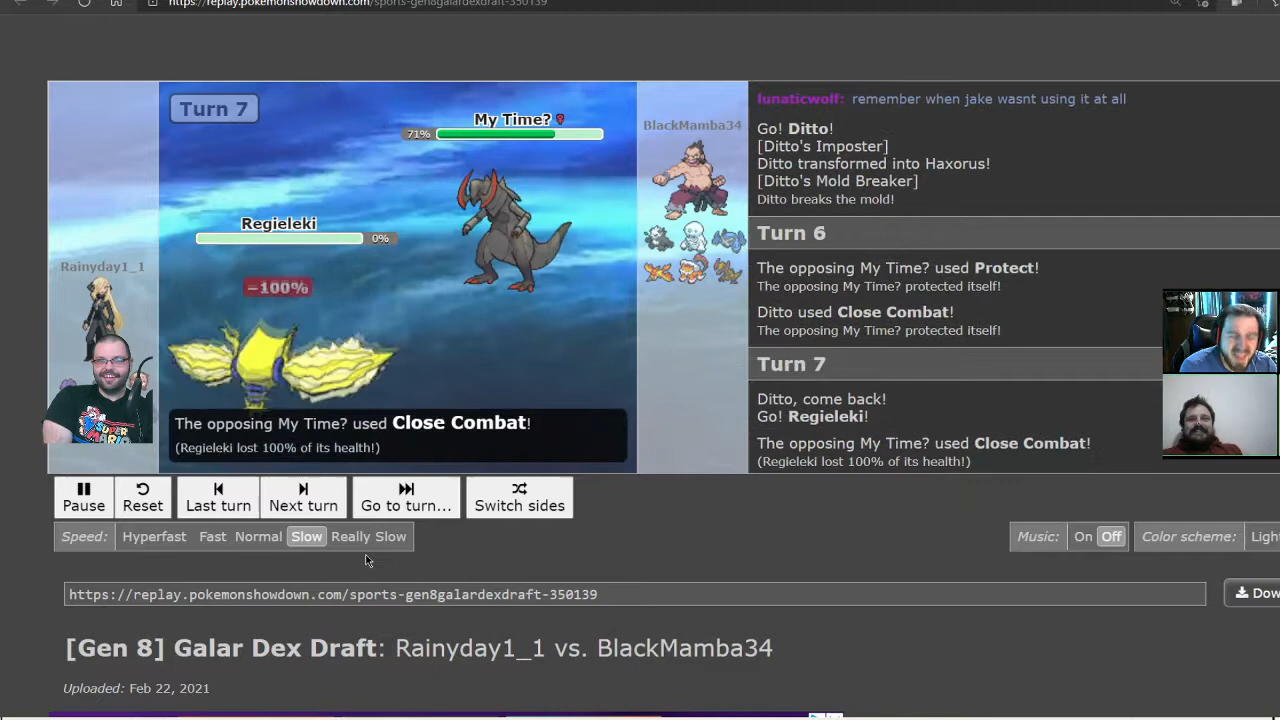 https://replay.pokemonshowdown.com/sports-gen8galardexdraft-350139
Turn 7
My Time?
71%
BlackMamba34
Regieleki
0%
Rainyday1_1
−100%
The opposing My Time? used Close Combat!
(Regieleki lost 100% of its health!)
lunaticwolf: remember when jake wasnt using it at all
Go! Ditto!
[Ditto's Imposter]
Ditto transformed into Haxorus!
[Ditto's Mold Breaker]
Ditto breaks the mold!
Turn 6
The opposing My Time? used Protect!
The opposing My Time? protected itself!
Ditto used Close Combat!
The opposing My Time? protected itself!
Turn 7
Ditto, come back!
Go! Regieleki!
The opposing My Time? used Close Combat!
(Regieleki lost 100% of its health!)
Pause
Reset
Last turn
Next turn
Go to turn...
Switch sides
Speed: Hyperfast Fast Normal Slow Really Slow
Music: On Off
Color scheme: Ligh
https://replay.pokemonshowdown.com/sports-gen8galardexdraft-350139
Dow
[Gen 8] Galar Dex Draft: Rainyday1_1 vs. BlackMamba34
Uploaded: Feb 22, 2021